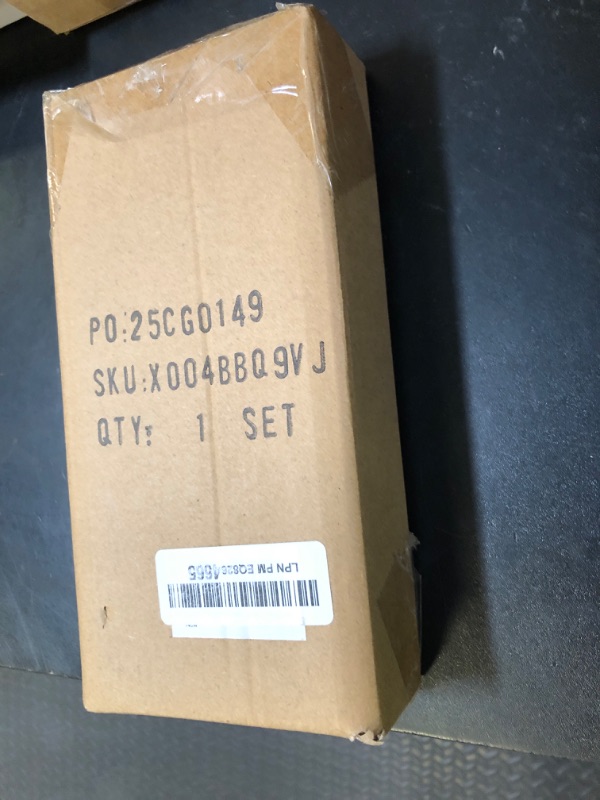 PO:25CG0149
SKU:X004BBQ9VJ
QTY: 1 SET
LPN PM